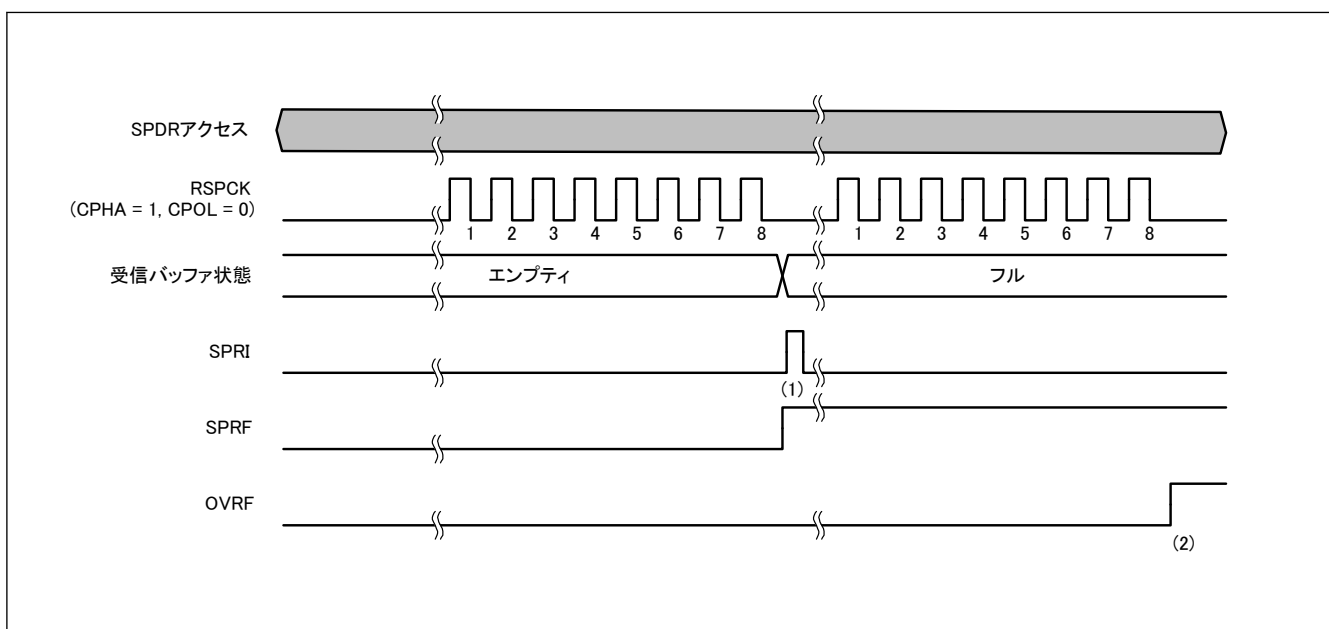 SPDRアクセス
RSPCK
(CPHA = 1, CPOL = 0)
1 2 3 4 5 6 7 8 1 2 3 4 5 6 7 8
受信バッファ状態 エンプティ フル
SPRI
(1)
SPRF
OVRF
(2)